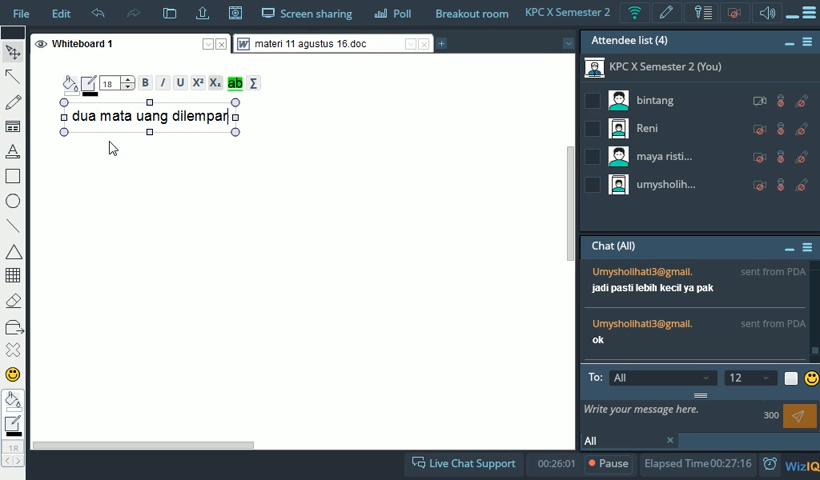 File Edit Screen sharing Poll Breakout room KPC X Semester 2
Whiteboard 1 materi 11 agustus 16.doc
Attendee list (4)
KPC X Semester 2 (You)
18 B I U X² X₂ ab Σ
bintang
dua mata uang dilempar
Reni
maya risti...
umysholih...
Chat (All)
Umysholihati3@gmail. sent from PDA
jadi pasti lebih kecil ya pak
Umysholihati3@gmail. sent from PDA
ok
To: All 12
Write your message here. 300
All
18
Live Chat Support 00:26:01 Pause Elapsed Time 00:27:16 WizIQ